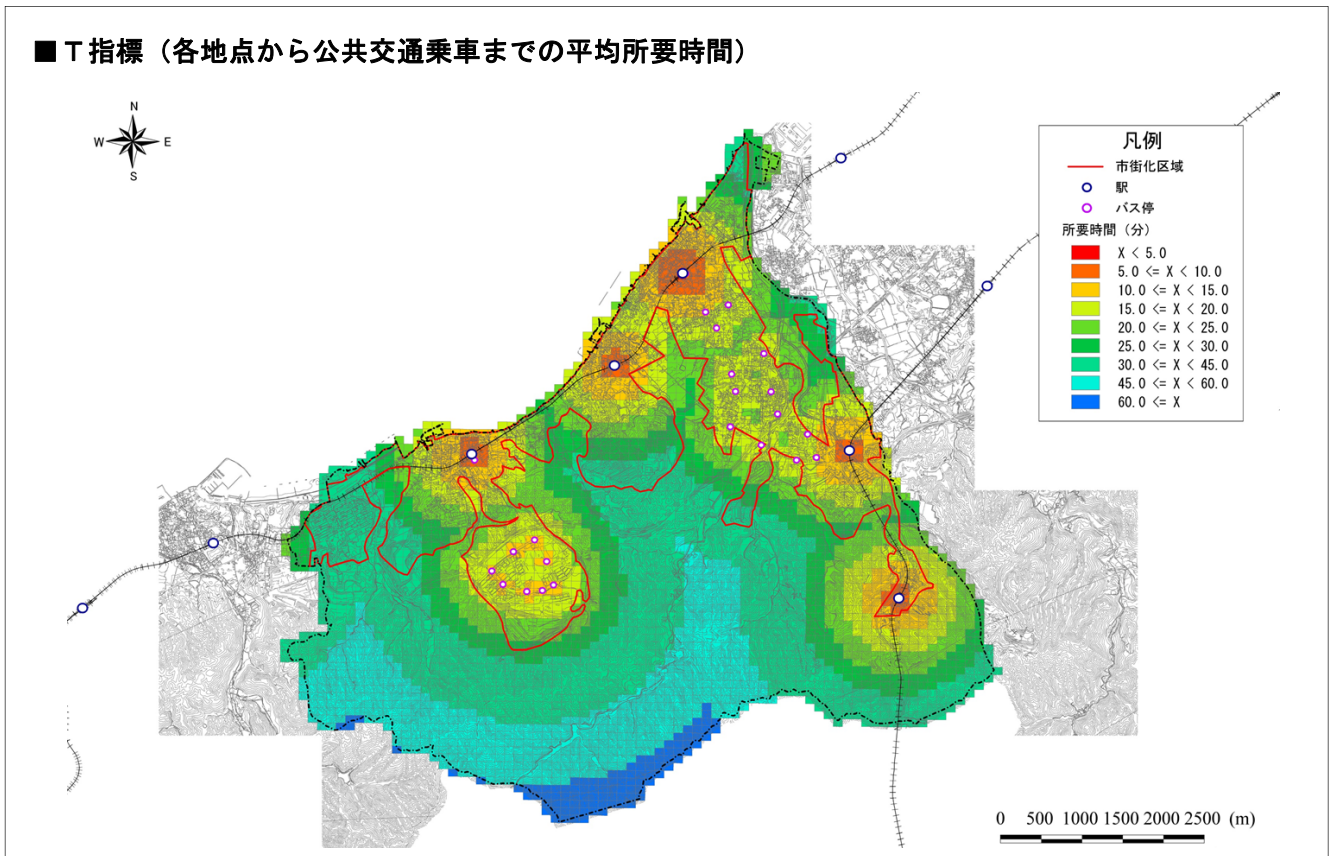 ■Ｔ指標（各地点から公共交通乗車までの平均所要時間）
N
W E
S
凡例
市街化区域
駅
バス停
所要時間（分）
X < 5.0
5.0 <= X < 10.0
10.0 <= X < 15.0
15.0 <= X < 20.0
20.0 <= X < 25.0
25.0 <= X < 30.0
30.0 <= X < 45.0
45.0 <= X < 60.0
60.0 <= X
0 500 1000 1500 2000 2500 (m)